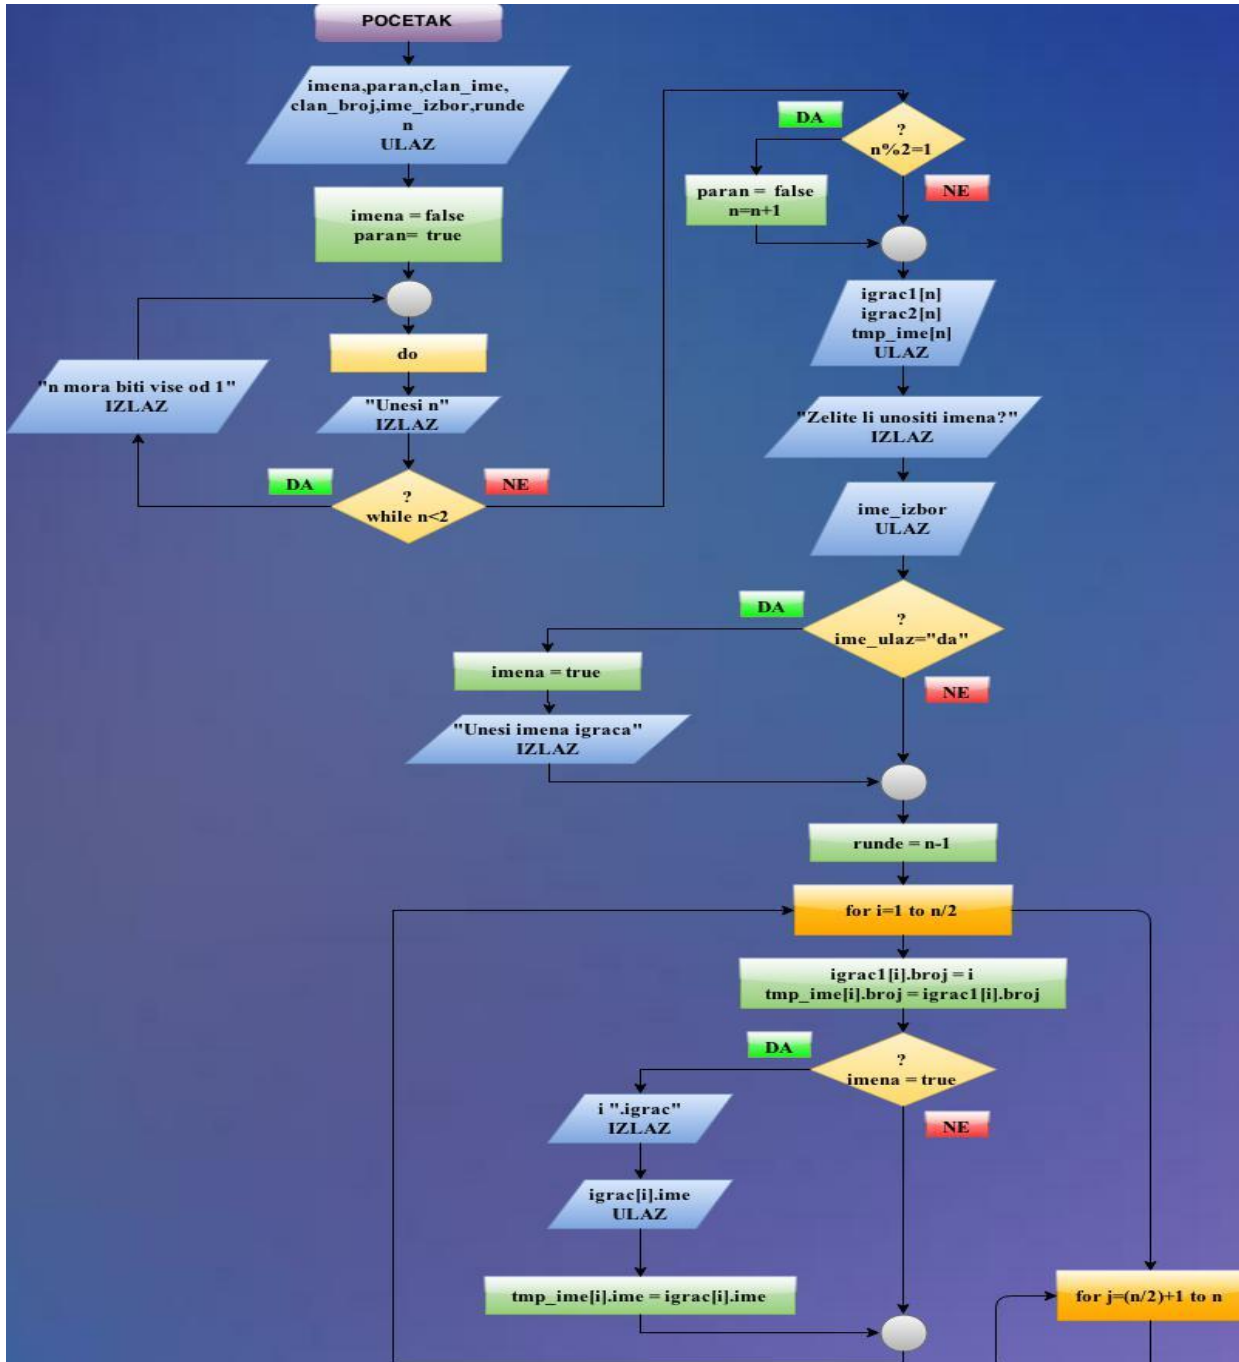 POCETAK
imena,paran,clan_ime,
clan_broj,ime_izbor,runde
n
ULAZ
imena = false
paran= true
do
"n mora biti vise od 1"
IZLAZ
"Unesi n"
IZLAZ
DA
NE
?
while n<2
DA
?
n%2=1
NE
paran = false
n=n+1
igrac1[n]
igrac2[n]
tmp_ime[n]
ULAZ
"Zelite li unositi imena?"
IZLAZ
ime_izbor
ULAZ
DA
?
ime_ulaz="da"
NE
imena = true
"Unesi imena igraca"
IZLAZ
runde = n-1
for i=1 to n/2
igrac1[i].broj = i
tmp_ime[i].broj = igrac1[i].broj
DA
?
imena = true
NE
i ".igrac"
IZLAZ
igrac[i].ime
ULAZ
tmp_ime[i].ime = igrac[i].ime
for j=(n/2)+1 to n